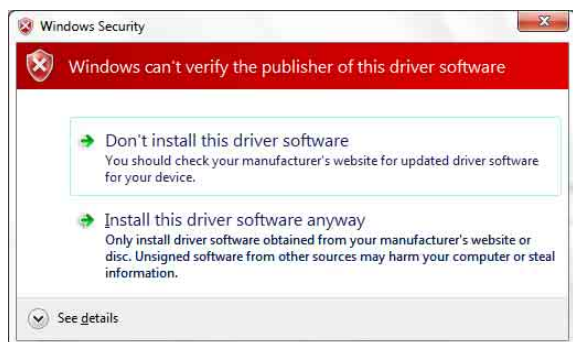 Windows Security
Windows can't verify the publisher of this driver software
Don't install this driver software
You should check your manufacturer's website for updated driver software
for your device.
Install this driver software anyway
Only install driver software obtained from your manufacturer's website or
disc. Unsigned software from other sources may harm your computer or steal
information.
See details